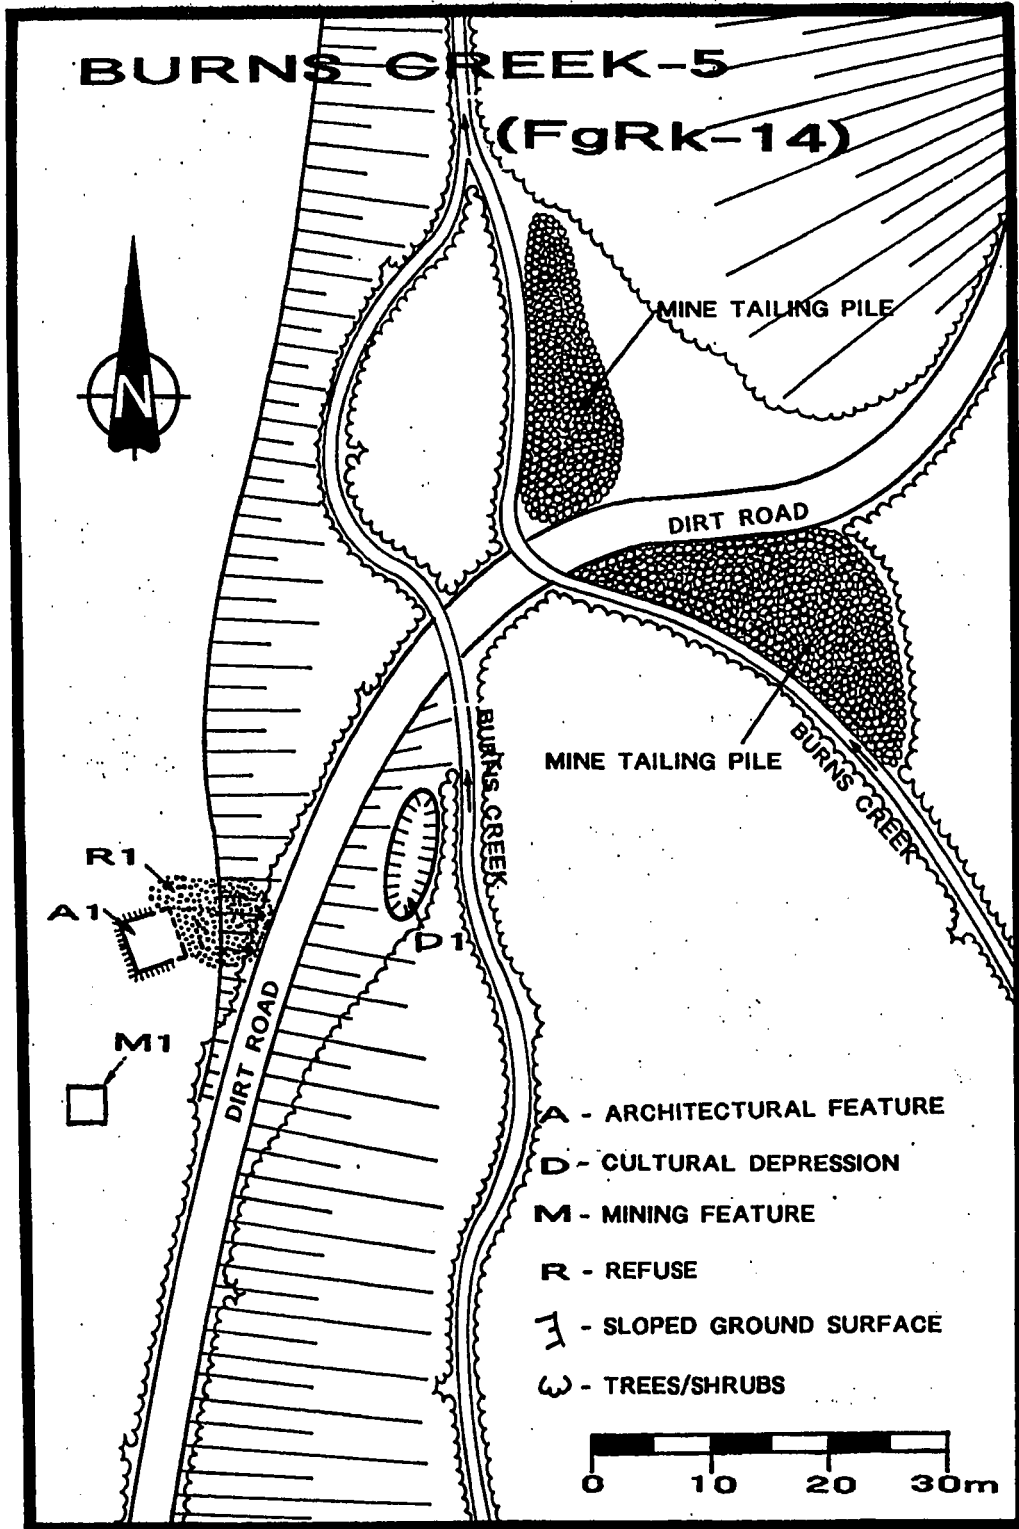 BURNS CREEK-5
(FgRk-14)
N
MINE TAILING PILE
DIRT ROAD
MINE TAILING PILE
BURNS CREEK
BURNS CREEK
R1
A1
D1
DIRT ROAD
M1
A - ARCHITECTURAL FEATURE
D - CULTURAL DEPRESSION
M - MINING FEATURE
R - REFUSE
- SLOPED GROUND SURFACE
- TREES/SHRUBS
0 10 20 30m